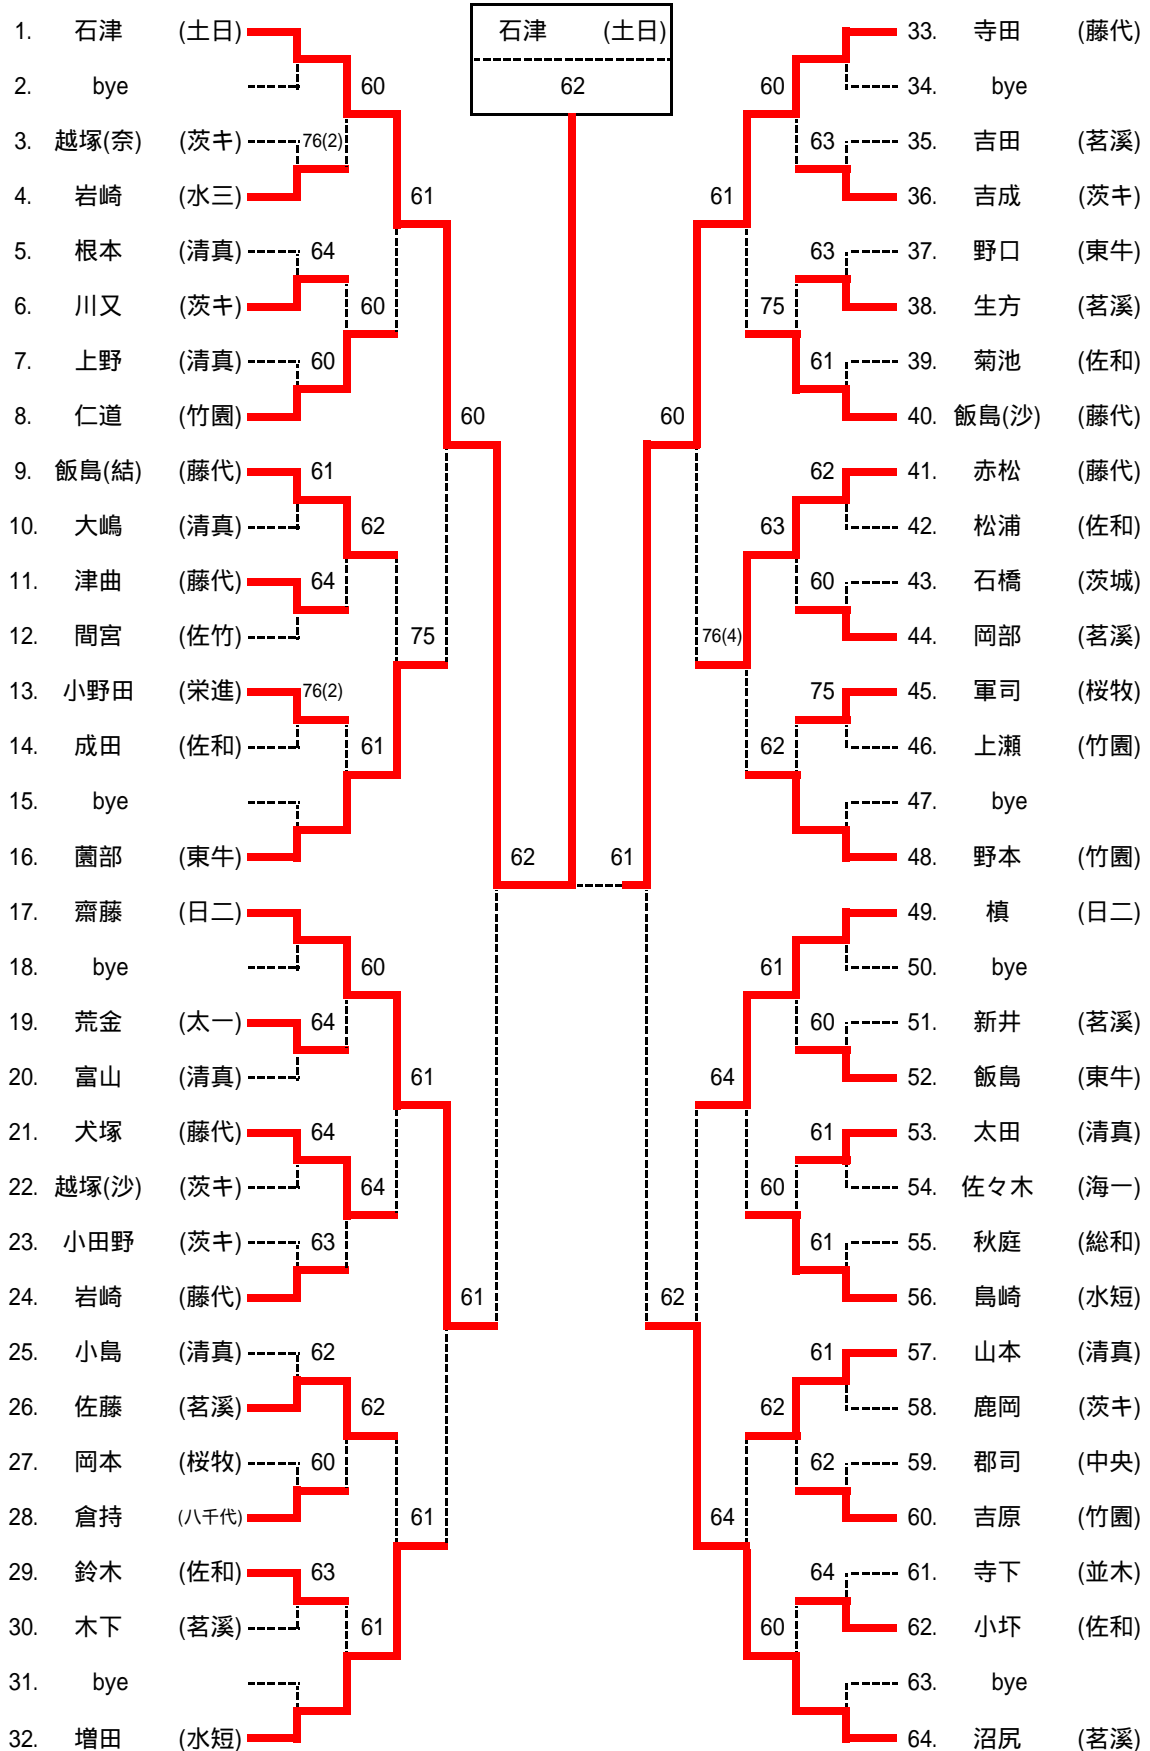 石津 (土日)
62
1. 石津 (土日)
2. bye
60
3. 越塚(奈) (茨キ) 76(2)
4. 岩崎 (水三)
61
5. 根本 (清真) 64
6. 川又 (茨キ)
60
7. 上野 (清真) 60
8. 仁道 (竹園)
60
9. 飯島(結) (藤代) 61
10. 大嶋 (清真)
62
11. 津曲 (藤代) 64
12. 間宮 (佐竹)
75
13. 小野田 (栄進) 76(2)
14. 成田 (佐和)
61
15. bye
16. 薗部 (東牛)
62
17. 齋藤 (日二)
18. bye
60
19. 荒金 (太一) 64
20. 富山 (清真)
61
21. 犬塚 (藤代) 64
22. 越塚(沙) (茨キ)
64
23. 小田野 (茨キ) 63
24. 岩崎 (藤代)
61
25. 小島 (清真) 62
26. 佐藤 (茗溪)
62
27. 岡本 (桜牧) 60
28. 倉持 (八千代)
61
29. 鈴木 (佐和) 63
30. 木下 (茗溪)
61
31. bye
32. 増田 (水短)
33. 寺田 (藤代)
60
34. bye
63
35. 吉田 (茗溪)
61
36. 吉成 (茨キ)
63
37. 野口 (東牛)
75
38. 生方 (茗溪)
61
39. 菊池 (佐和)
60
40. 飯島(沙) (藤代)
62
41. 赤松 (藤代)
63
42. 松浦 (佐和)
60
43. 石橋 (茨城)
76(4)
44. 岡部 (茗溪)
75
45. 軍司 (桜牧)
62
46. 上瀬 (竹園)
47. bye
61
48. 野本 (竹園)
49. 槙 (日二)
61
50. bye
60
51. 新井 (茗溪)
64
52. 飯島 (東牛)
61
53. 太田 (清真)
60
54. 佐々木 (海一)
61
55. 秋庭 (総和)
62
56. 島崎 (水短)
61
57. 山本 (清真)
62
58. 鹿岡 (茨キ)
62
59. 郡司 (中央)
64
60. 吉原 (竹園)
64
61. 寺下 (並木)
60
62. 小圷 (佐和)
63. bye
64. 沼尻 (茗溪)